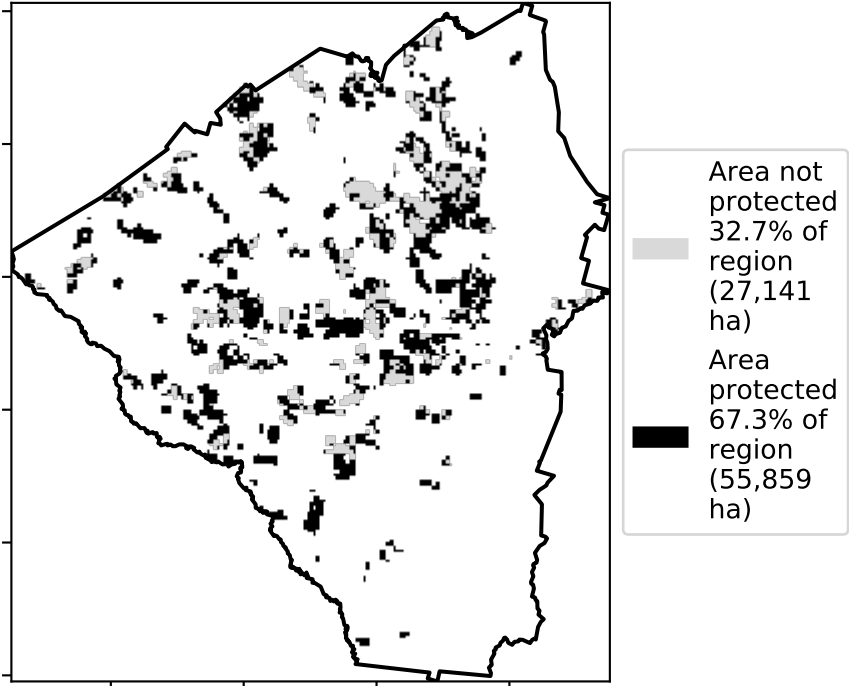 Area not
protected
32.7% of
region
(27,141
ha)
Area
protected
67.3% of
region
(55,859
ha)